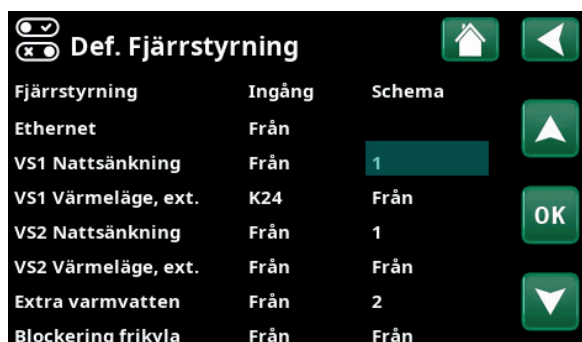 Def. Fjärrstyrning
Fjärrstyrning Ingång Schema
Ethernet Från
VS1 Nattsänkning Från 1
VS1 Värmeläge, ext. K24 Från
OK
VS2 Nattsänkning Från 1
VS2 Värmeläge, ext. Från Från
Extra varmvatten Från 2
Blockering frikyla Från Från